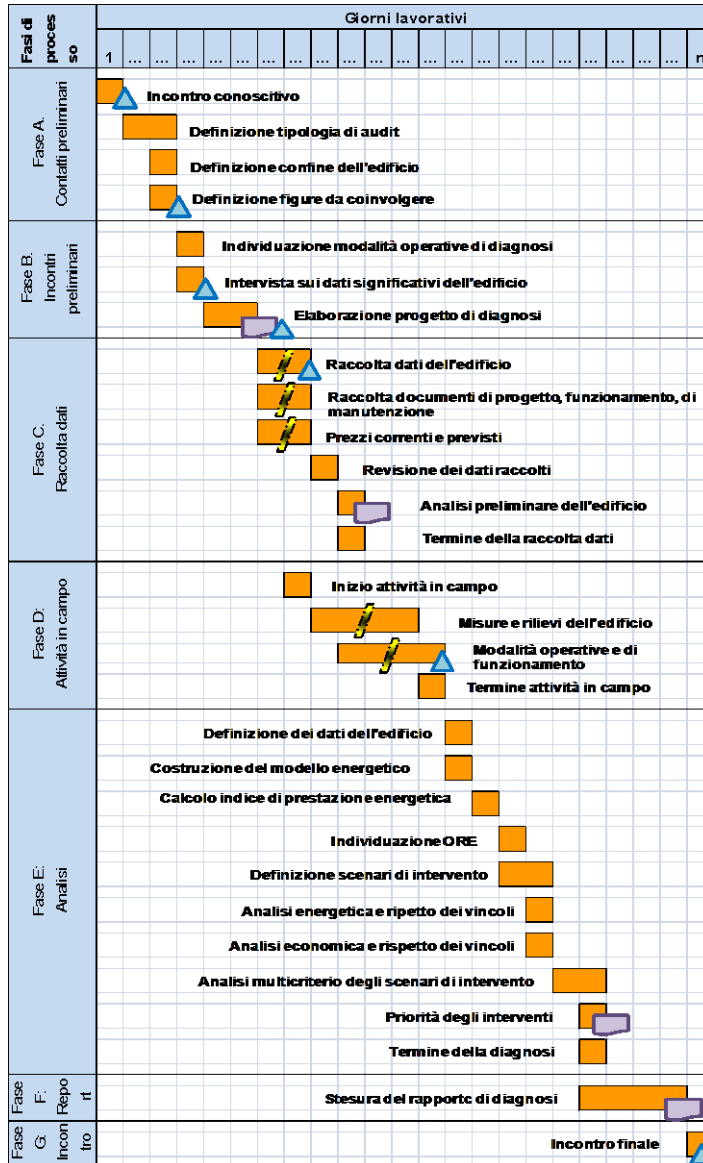 Fasi di
proces
so
Giorni lavorativi
1 ... ... ... ... ... ... ... ... ... ... ... ... ... ... ... ... ... ... ... ... ... n
Fase A.
Contatti preliminari
Incontro conoscitivo
Definizione tipologia di audit
Definizione confine dell'edificio
Definizione figure da coinvolgere
Fase B.
Incontri
preliminari
Individuazione modalità operative di diagnosi
Intervista sui dati significativi dell'edificio
Elaborazione progetto di diagnosi
Fase C.
Raccolta dati
Raccolta dati dell'edificio
Raccolta documenti di progetto, funzionamento, di
manutenzione
Prezzi correnti e previsti
Revisione dei dati raccolti
Analisi preliminare dell'edificio
Termine della raccolta dati
Fase D:
Attività in campo
Inizio attività in campo
Misure e rilievi dell'edificio
Modalità operative e di
funzionamento
Termine attività in campo
Fase E:
Analisi
Definizione dei dati dell'edificio
Costruzione del modello energetico
Calcolo indice di prestazione energetica
Individuazione ORE
Definizione scenari di intervento
Analisi energetica e ripetto dei vincoli
Analisi economica e rispetto dei vincoli
Analisi multicriterio degli scenari di intervento
Priorità degli interventi
Termine della diagnosi
Fase
F:
Repo
rt
Stesura del rapporto di diagnosi
Fase
G:
Incon
tro
Incontro finale